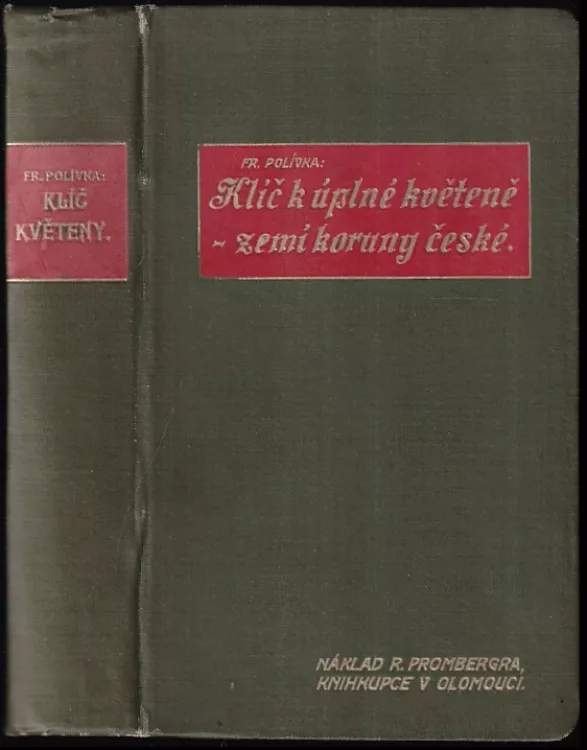 FR. POLÍVKA:
KLÍČ
KVĚTENY.
FR. POLÍVKA:
Klíč k úplné květeně
- zemí koruny české.
NÁKLAD R. PROMBERGRA,
KNIHKUPCE V OLOMOUCI.